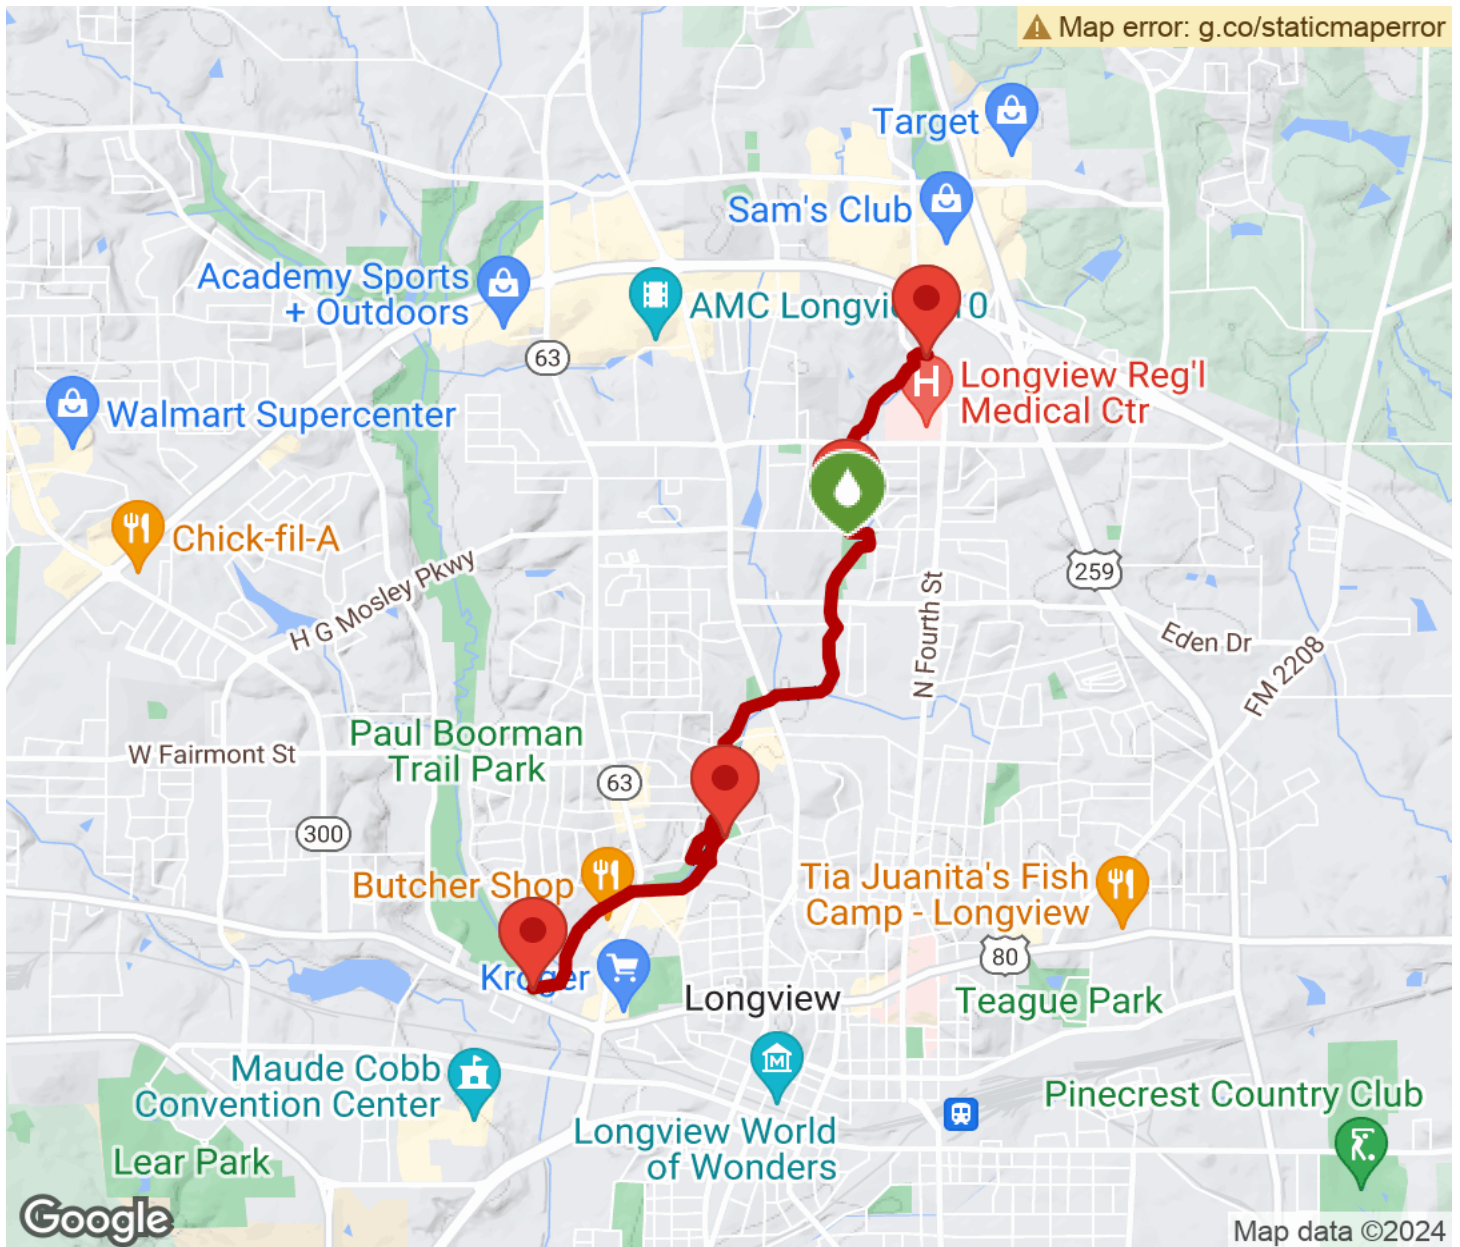 Map error: g.co/staticmaperror
Target
Sam's Club
Academy Sports
+ Outdoors
AMC Longvi 10
63
H
Longview Reg'l
Medical Ctr
Walmart Supercenter
Chick-fil-A
H G Mosley Pkwy
259
N Fourth St
Eden Dr
FM 2208
Paul Boorman
Trail Park
W Fairmont St
63
300
Butcher Shop
Tia Juanita's Fish
Camp - Longview
80
Kroger
Longview
Teague Park
Maude Cobb
Convention Center
M
Pinecrest Country Club
Longview World
of Wonders
Lear Park
Google
Map data ©2024